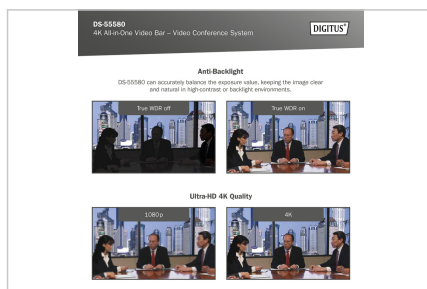 DS-55580
4K All-in-One Video Bar – Video Conference System
DIGITUS®
Anti-Backlight
DS-55580 can accurately balance the exposure value, keeping the image clear
and natural in high-contrast or backlight environments.
True WDR off
True WDR on
Ultra-HD 4K Quality
1080p
4K